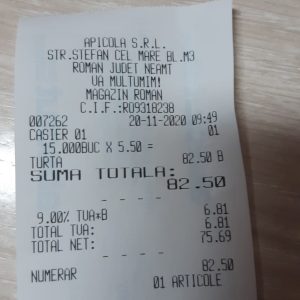 APICOLA S.R.L.
STR.STEFAN CEL MARE BL.M3
ROMAN JUDET NEAMT
VA MULTUMIM!
MAGAZIN ROMAN
C.I.F.:RO9318238
007262 20-11-2020 09:49
CASIER 01 01
15.000BUC X 5.50 =
TURTA 82.50 B
SUMA TOTALA:
82.50
- - - -
9.00% TVA*B 6.81
TOTAL TVA: 6.81
TOTAL NET: 75.69
- - - -
NUMERAR 82.50
01 ARTICOLE